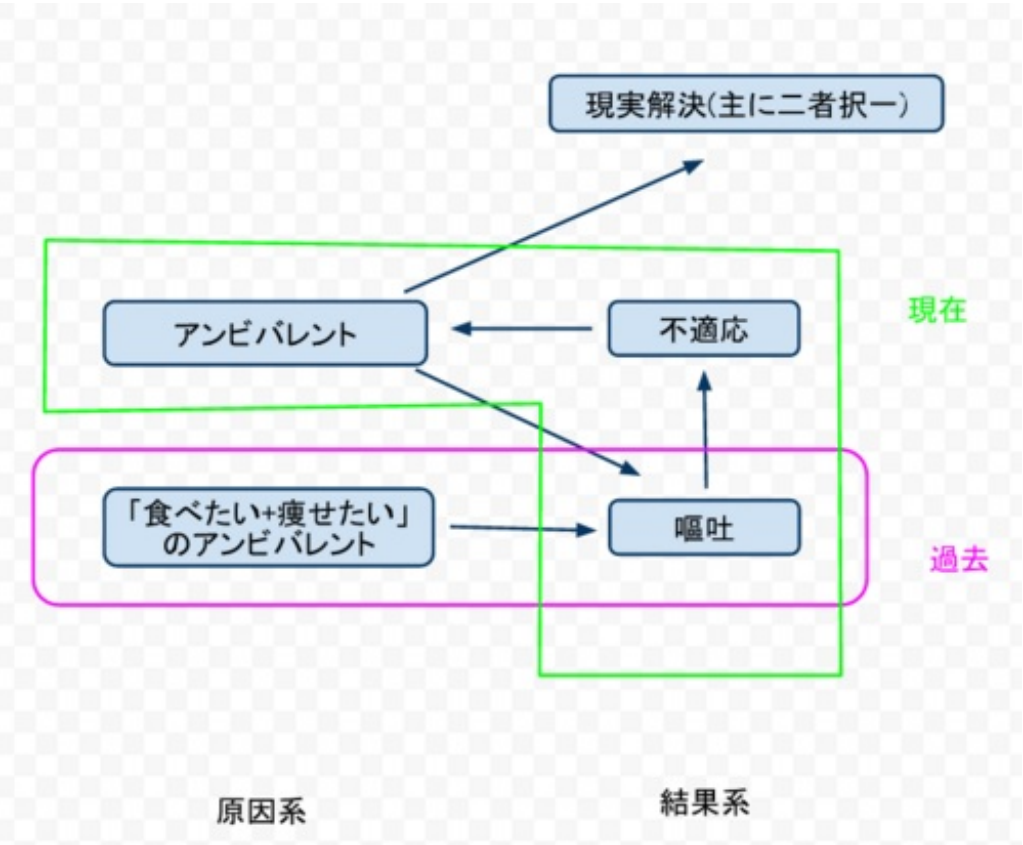 現実解決(主に二者択一)
アンビバレント
不適応
現在
「食べたい+痩せたい」
のアンビバレント
嘔吐
過去
原因系
結果系